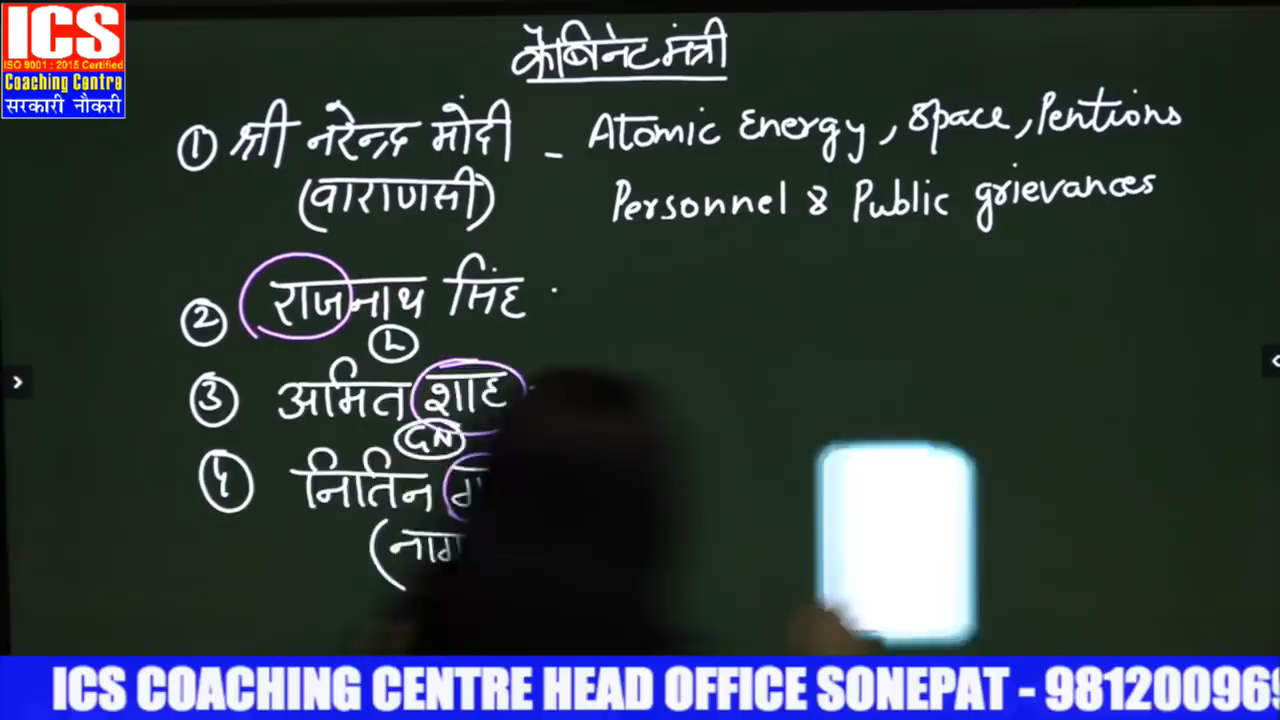 ICS
ISO 9001 : 2015 Certified
Coaching Centre
सरकारी नौकरी
कैबिनेट मंत्री
① श्री नरेन्द्र मोदी - Atomic Energy, Space, Pentions
(वाराणसी) Personnel & Public grievances
② राजनाथ सिंह
L
③ अमित शाह
GN
④ नितिन
ICS COACHING CENTRE HEAD OFFICE SONEPAT - 981200969